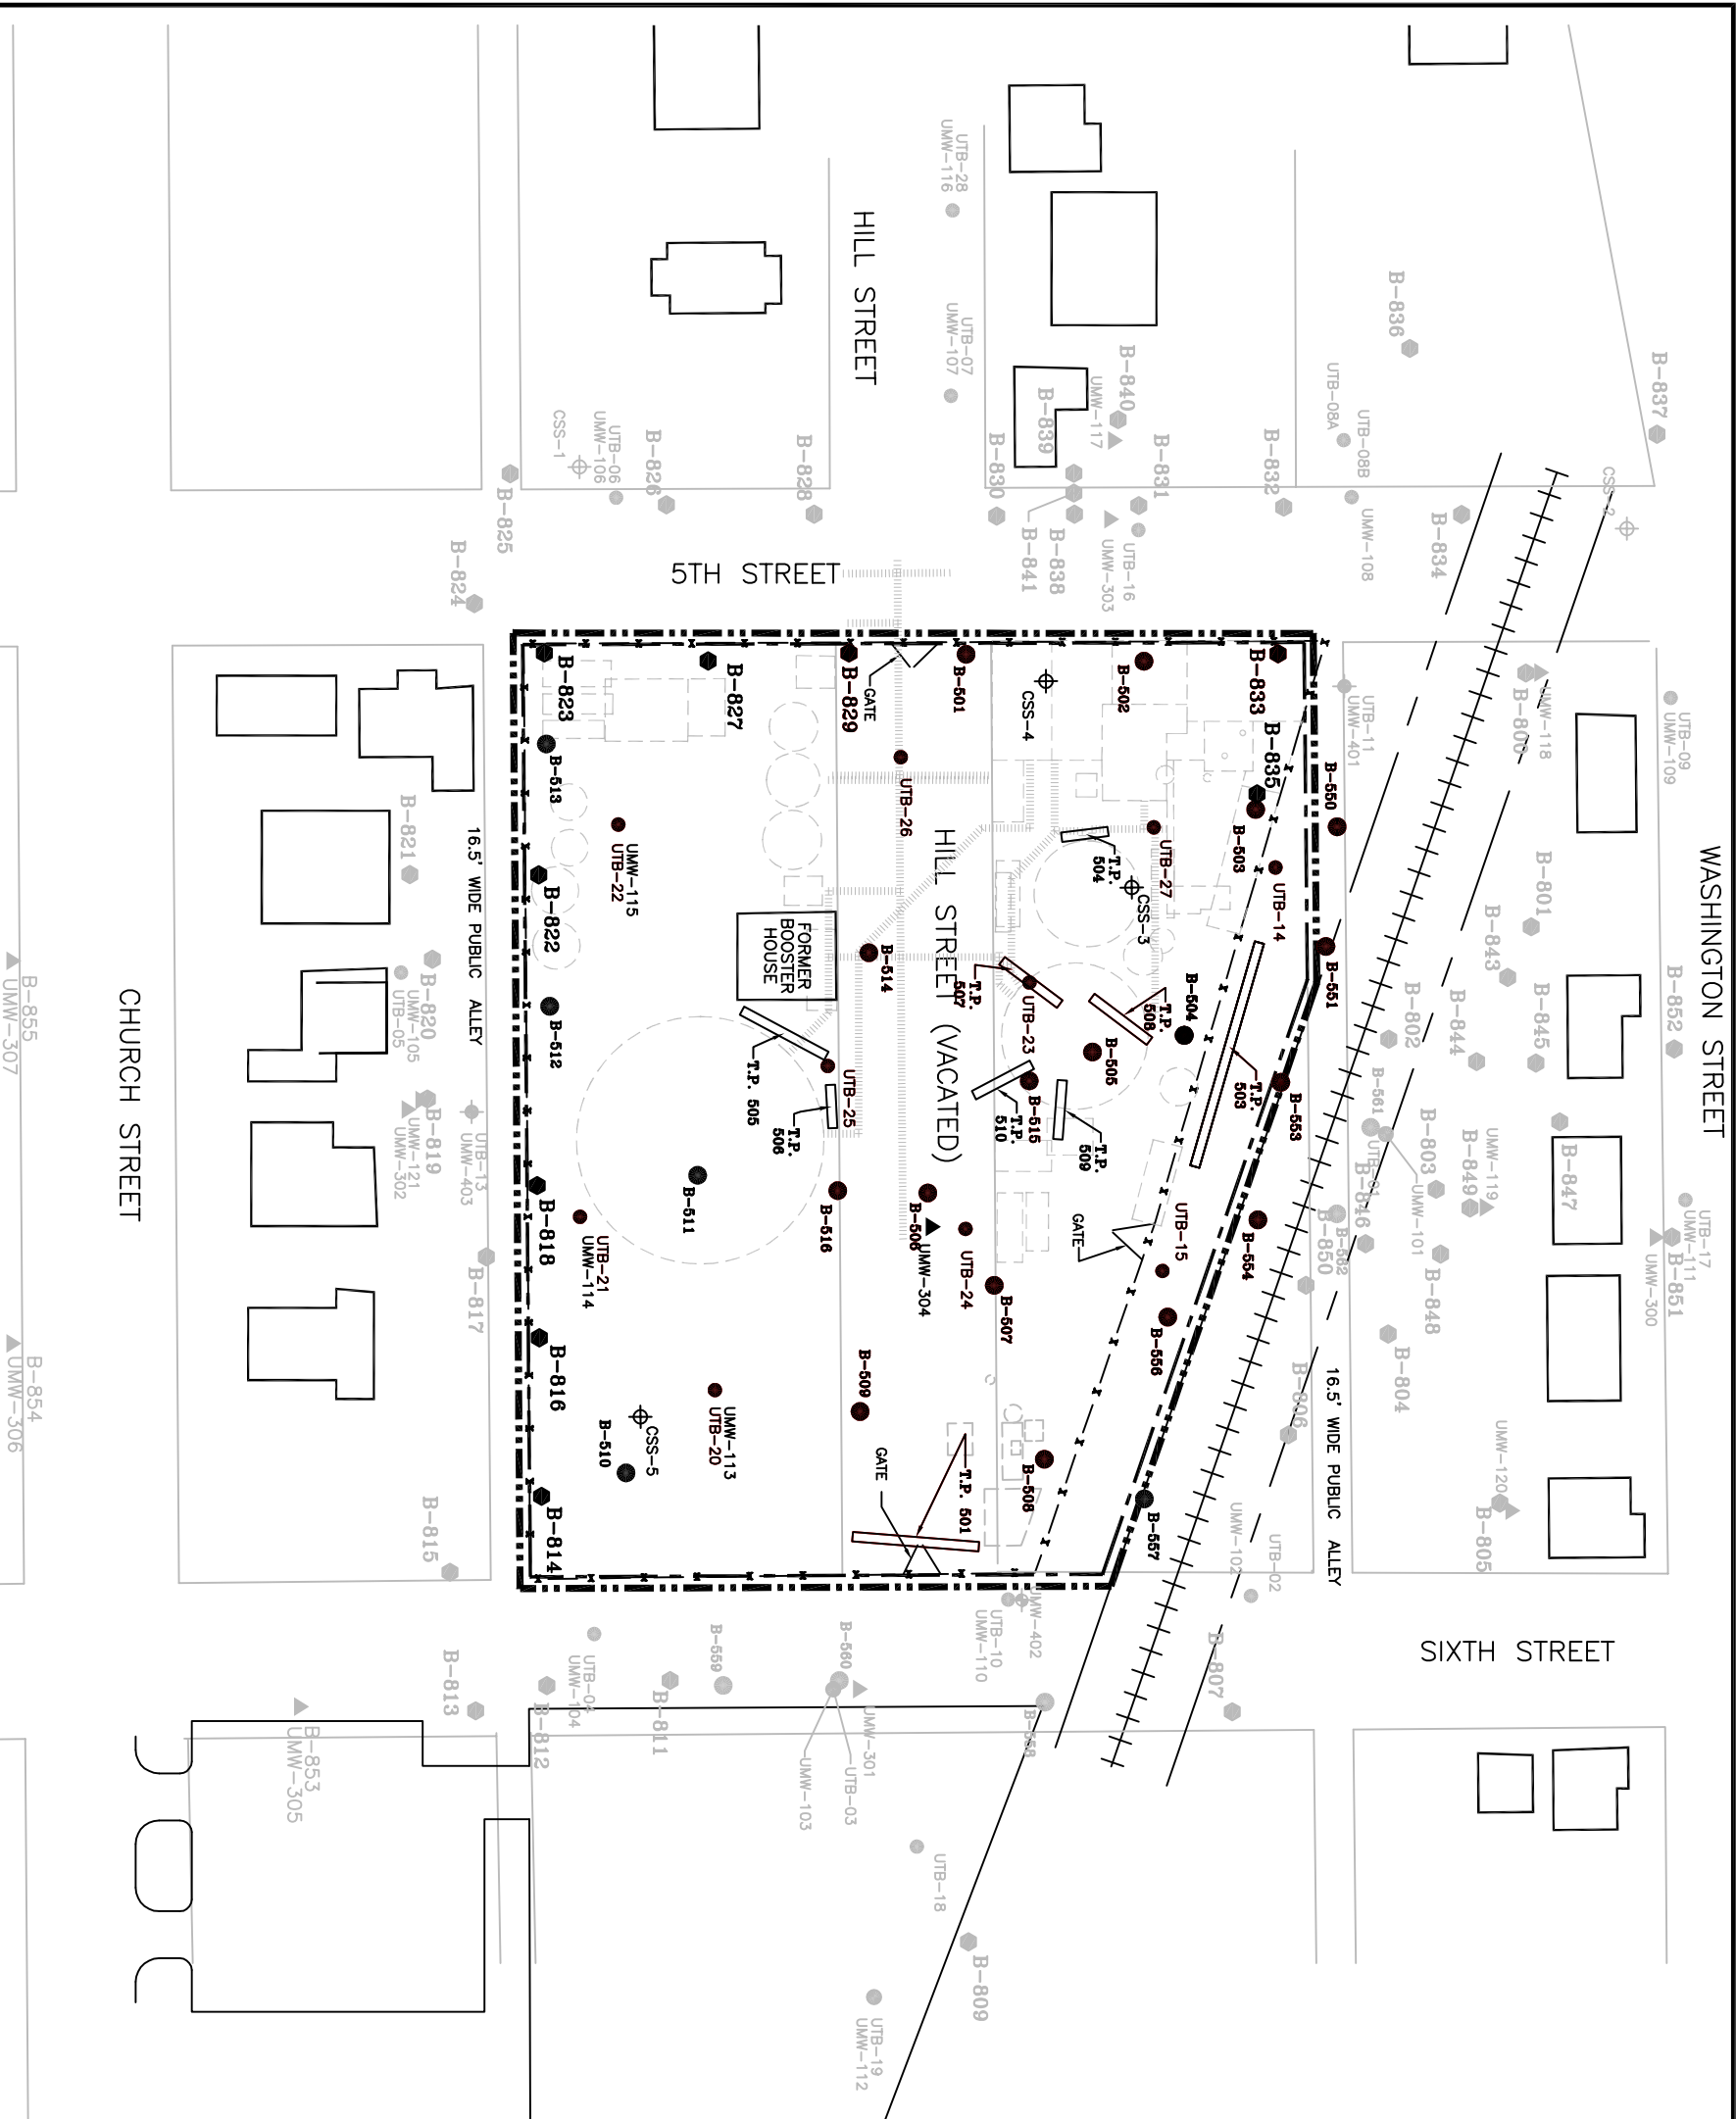 WASHINGTON STREET
HILL STREET
5TH STREET
SIXTH STREET
CHURCH STREET
HILL STREET (VACATED)
16.5' WIDE PUBLIC ALLEY
16.5' WIDE PUBLIC ALLEY
FORMER
BOOSTER
HOUSE
GATE
GATE
GATE
UTB-28
UMW-116
UTB-07
UMW-107
B-836
B-837
B-840
UMW-117
B-839
UTB-08A
UTB-08B
UMW-108
CSS-1
UTB-06
UMW-106
B-826
B-828
B-830
B-831
B-832
B-834
B-825
B-824
B-841
B-838
UMW-303
UTB-16
B-823
B-827
B-829
B-501
B-502
CSS-4
B-833
B-835
UTB-11
UMW-401
UMW-118
UTB-09
UMW-109
B-513
UTB-26
B-550
B-503
UTB-27
UTB-14
T.P.
504
CSS-3
UMW-115
UTB-22
B-821
B-822
B-801
B-843
B-551
B-514
T.P.
507
T.P.
508
B-504
UTB-23
B-505
B-802
B-844
B-845
B-852
B-820
UMW-105
UTB-05
B-512
B-855
UMW-307
T.P. 505
T.P.
506
UTB-25
B-515
T.P.
510
T.P.
509
T.P.
503
B-553
B-561
UMW-101
B-803
B-849
UMW-119
B-847
B-819
UMW-121
UMW-302
UTB-13
UMW-403
B-511
B-516
B-506
UMW-304
UTB-24
UTB-15
B-554
B-850
B-848
UTB-17
UMW-111
B-851
UMW-300
B-818
UTB-21
UMW-114
B-817
B-507
B-556
B-816
B-509
B-804
B-806
B-854
UMW-306
UMW-113
UTB-20
CSS-5
B-510
B-508
T.P. 501
B-557
UMW-120
B-805
B-814
B-815
UMW-102
UTB-02
UMW-402
UTB-10
UMW-110
B-813
B-812
UTB-04
UMW-104
B-811
B-559
B-560
UMW-301
UTB-03
UMW-103
B-807
B-853
UMW-305
UTB-18
B-809
UTB-19
UMW-112